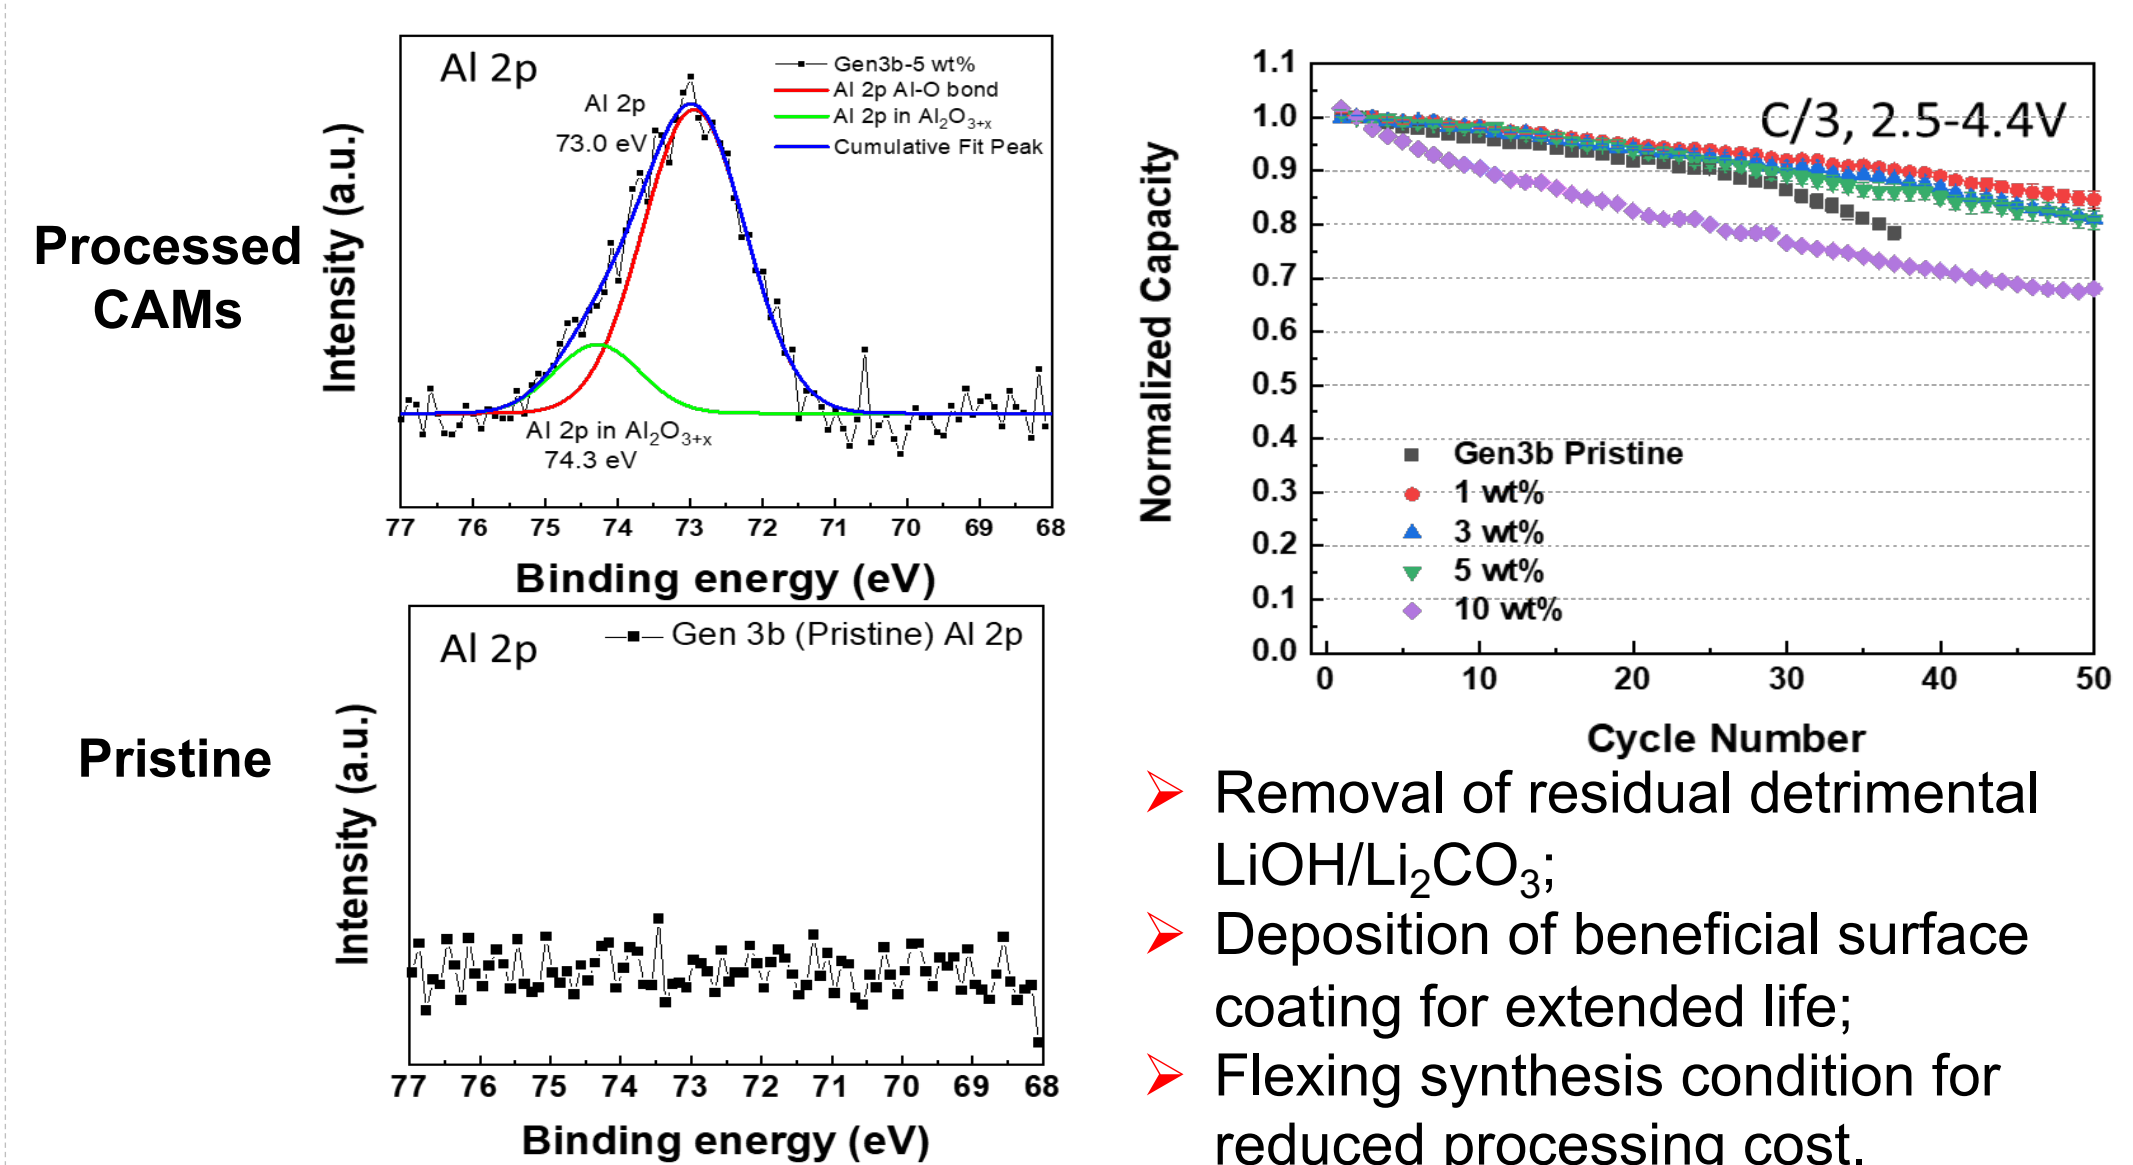 Processed
CAMs
Al 2p
Gen3b-5 wt%
Al 2p Al-O bond
Al 2p in Al₂O₃₊ₓ
Cumulative Fit Peak
Al 2p
73.0 eV
Al 2p in Al₂O₃₊ₓ
74.3 eV
Intensity (a.u.)
77 76 75 74 73 72 71 70 69 68
Binding energy (eV)
Pristine
Al 2p
Gen 3b (Pristine) Al 2p
Intensity (a.u.)
77 76 75 74 73 72 71 70 69 68
Binding energy (eV)
C/3, 2.5-4.4V
Normalized Capacity
1.1
1.0
0.9
0.8
0.7
0.6
0.5
0.4
0.3
0.2
0.1
0.0
Gen3b Pristine
1 wt%
3 wt%
5 wt%
10 wt%
0 10 20 30 40 50
Cycle Number
Removal of residual detrimental
LiOH/Li₂CO₃;
Deposition of beneficial surface
coating for extended life;
Flexing synthesis condition for
reduced processing cost.